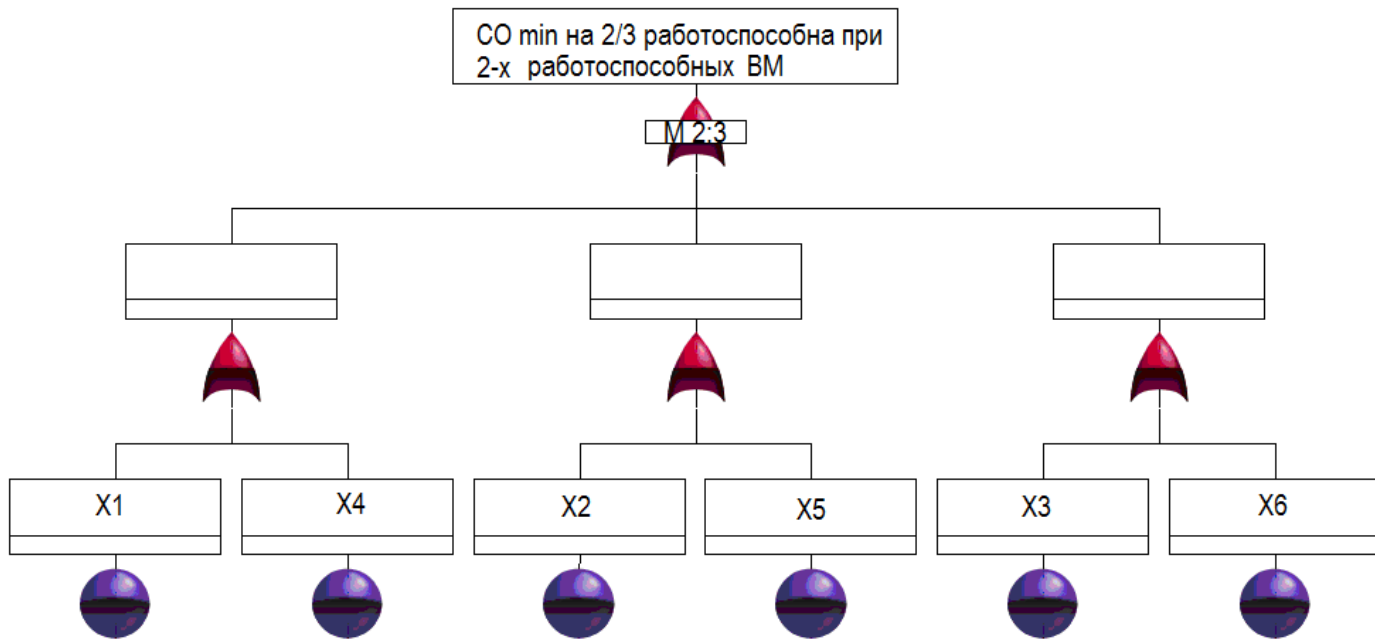 СО min на 2/3 работоспособна при
2-х работоспособных ВМ
М 2:3
X1
X4
X2
X5
X3
X6